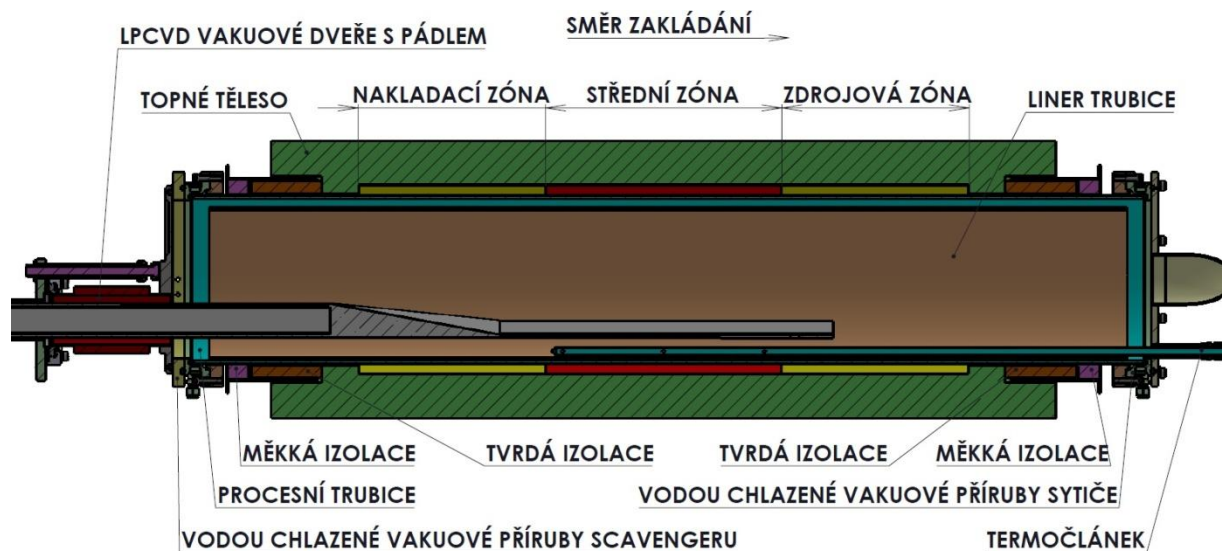 SMĚR ZAKLÁDÁNÍ
LPCVD VAKUOVÉ DVEŘE S PÁDLEM
TOPNÉ TĚLESO
NAKLADACÍ ZÓNA
STŘEDNÍ ZÓNA
ZDROJOVÁ ZÓNA
LINER TRUBICE
MĚKKÁ IZOLACE
TVRDÁ IZOLACE
TVRDÁ IZOLACE
MĚKKÁ IZOLACE
PROCESNÍ TRUBICE
VODOU CHLAZENÉ VAKUOVÉ PŘÍRUBY SYTIČE
VODOU CHLAZENÉ VAKUOVÉ PŘÍRUBY SCAVENGERU
TERMOČLÁNEK